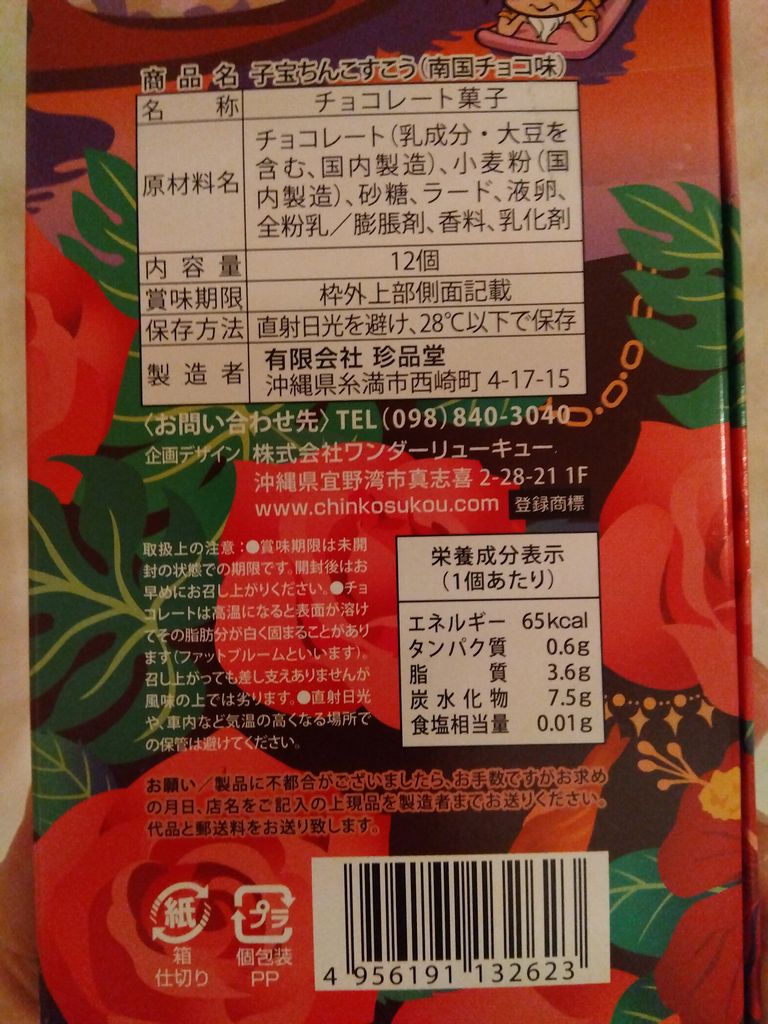 商品名 子宝ちんこすこう(南国チョコ味)
名称 チョコレート菓子
原材料名 チョコレート(乳成分・大豆を
含む、国内製造)、小麦粉(国
内製造)、砂糖、ラード、液卵、
全粉乳/膨脹剤、香料、乳化剤
内容量 12個
賞味期限 枠外上部側面記載
保存方法 直射日光を避け、28℃以下で保存
製造者 有限会社 珍品堂
沖縄県糸満市西崎町 4-17-15
〈お問い合わせ先〉TEL(098)840-3040
企画デザイン 株式会社ワンダーリューキュー
沖縄県宜野湾市真志喜 2-28-21 1F
www.chinkosukou.com 登録商標
取扱上の注意:●賞味期限は未開
封の状態での期限です。開封後はお
早めにお召し上がりください。●チョ
コレートは高温になると表面が溶け
てその脂肪分が白く固まることがあり
ます(ファットブルームといいます)。
召し上がっても差し支えありませんが
風味の上では劣ります。●直射日光
や、車内など気温の高くなる場所で
の保管は避けてください。
栄養成分表示
(1個あたり)
エネルギー 65kcal
タンパク質 0.6g
脂質 3.6g
炭水化物 7.5g
食塩相当量 0.01g
お願い/製品に不都合がございましたら、お手数ですがお求め
の月日、店名をご記入の上現品を製造者までお送りください。
代品と郵送料をお送り致します。
紙 プラ
箱 個包装
仕切り PP
4 956191 132623